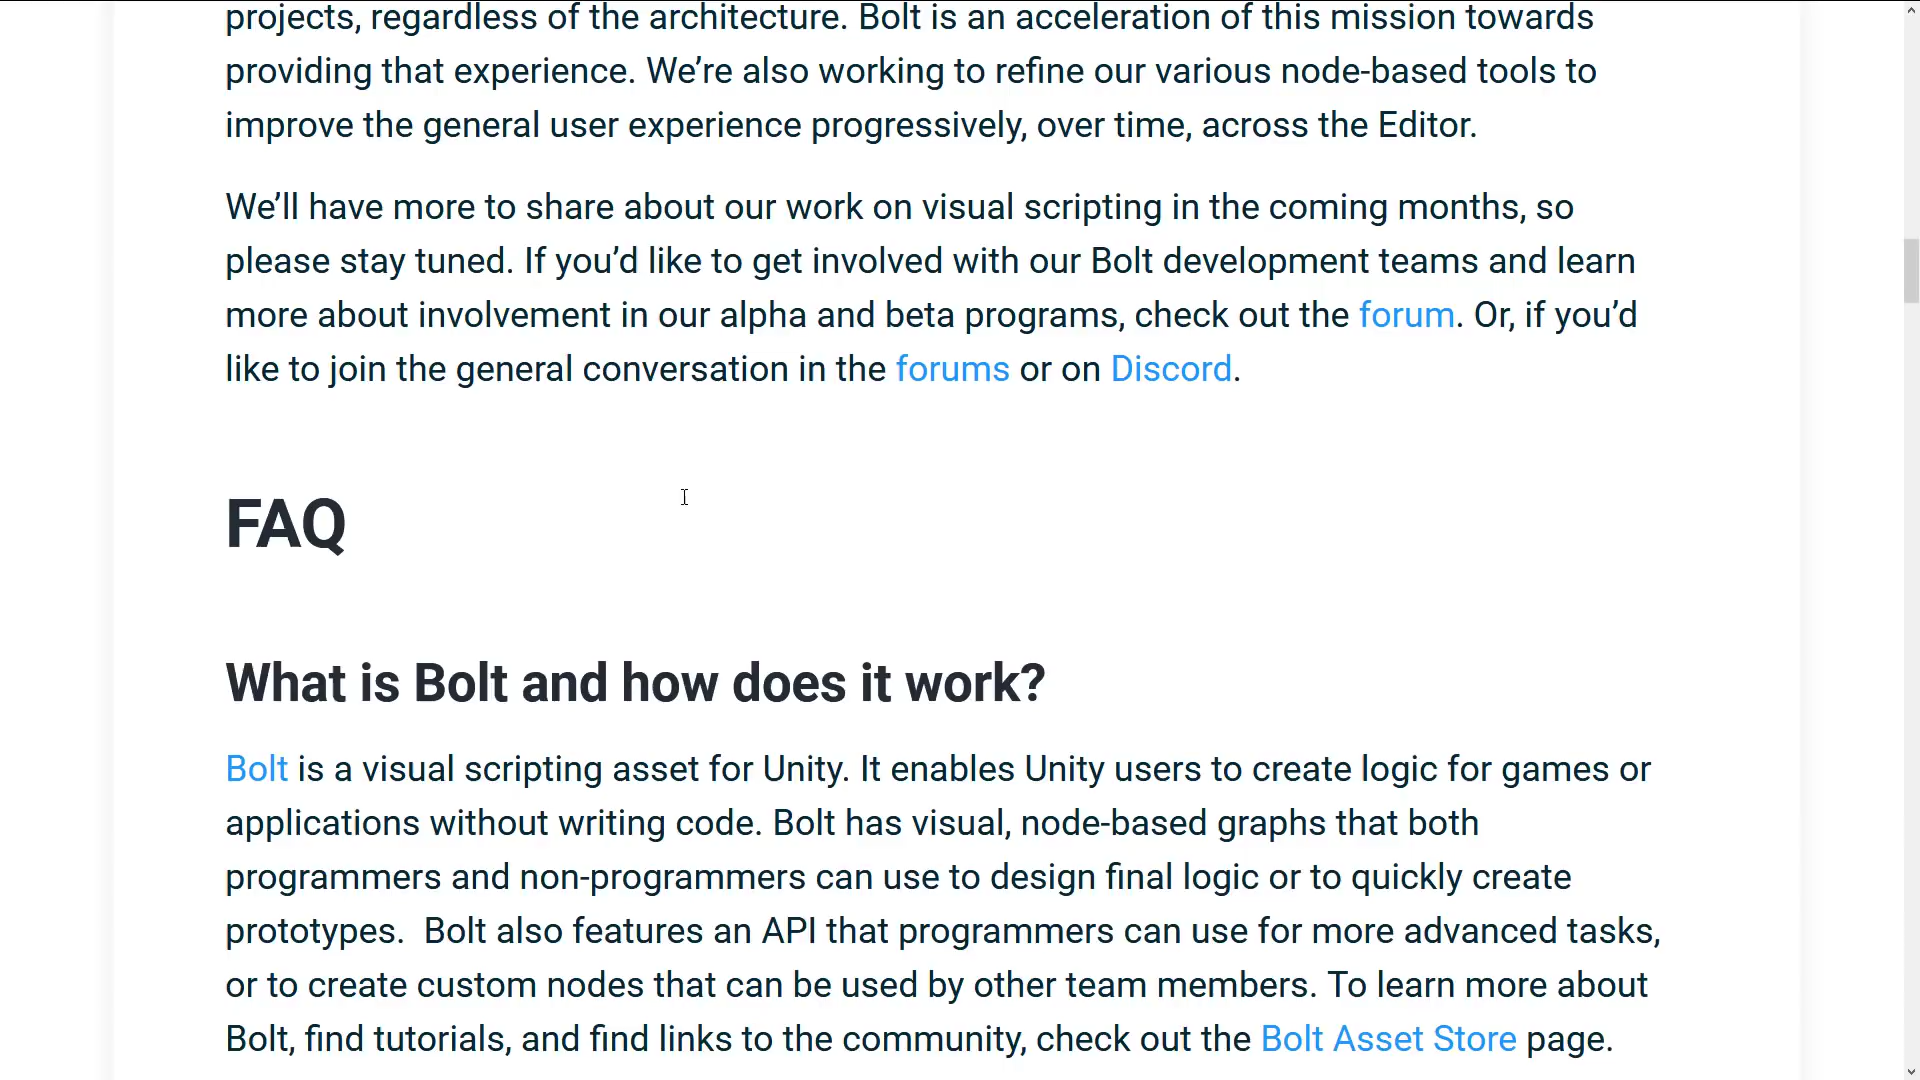 projects, regardless of the architecture. Bolt is an acceleration of this mission towards
providing that experience. We’re also working to refine our various node-based tools to
improve the general user experience progressively, over time, across the Editor.
We’ll have more to share about our work on visual scripting in the coming months, so
please stay tuned. If you’d like to get involved with our Bolt development teams and learn
more about involvement in our alpha and beta programs, check out the forum. Or, if you’d
like to join the general conversation in the forums or on Discord.
FAQ
What is Bolt and how does it work?
Bolt is a visual scripting asset for Unity. It enables Unity users to create logic for games or
applications without writing code. Bolt has visual, node-based graphs that both
programmers and non-programmers can use to design final logic or to quickly create
prototypes.  Bolt also features an API that programmers can use for more advanced tasks,
or to create custom nodes that can be used by other team members. To learn more about
Bolt, find tutorials, and find links to the community, check out the Bolt Asset Store page.